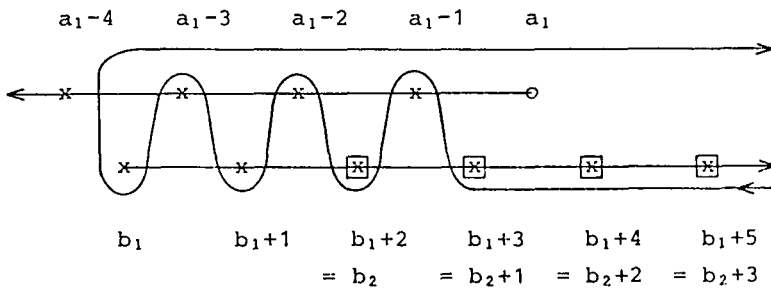 a₁-4 a₁-3 a₁-2 a₁-1 a₁
x x x x
x x x x x x
b₁ b₁+1 b₁+2 b₁+3 b₁+4 b₁+5
= b₂ = b₂+1 = b₂+2 = b₂+3